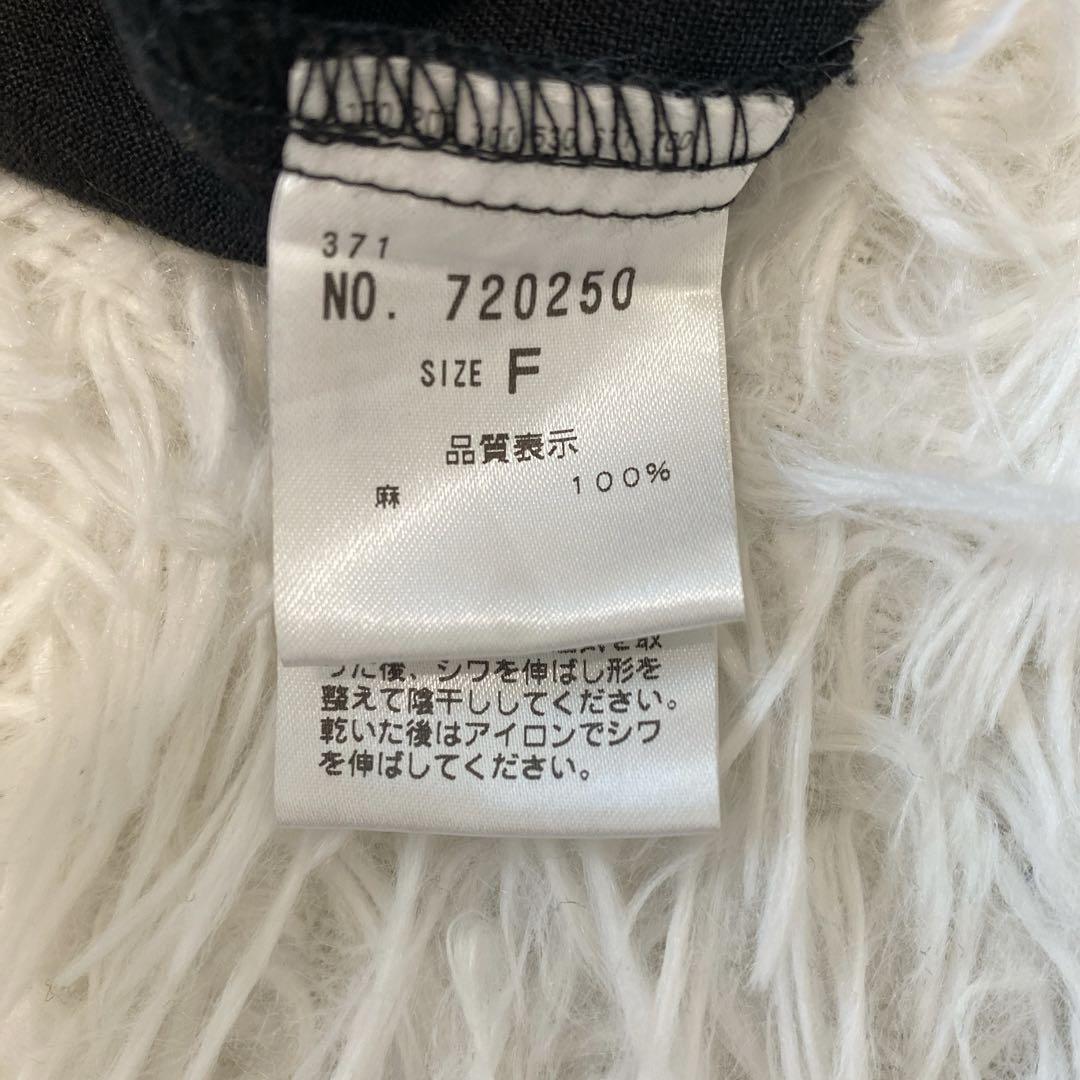 371
NO. 720250
SIZE F
品質表示
麻 100%
った後、シワを伸ばし形を
整えて陰干ししてください。
乾いた後はアイロンでシワ
を伸ばしてください。